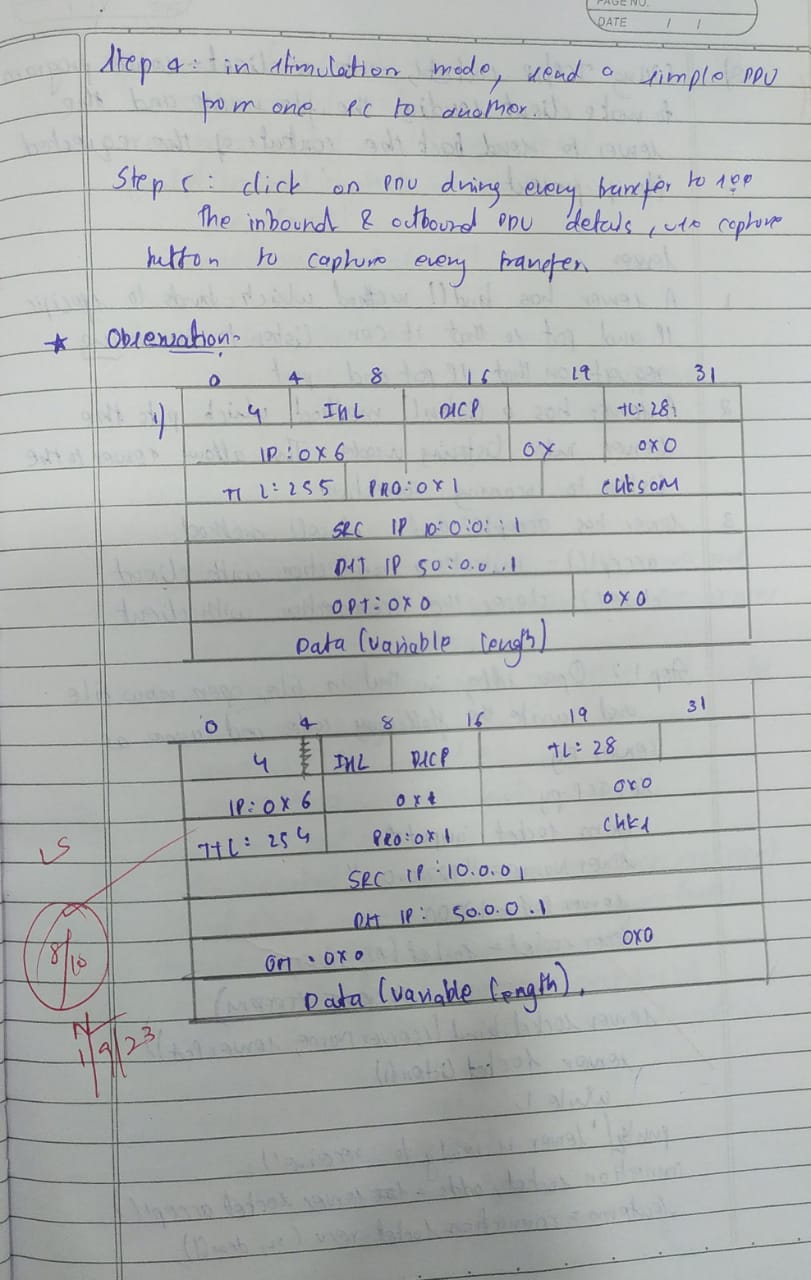 PAGE NO.
DATE / /
Step 4: in stimulation mode, send a simple PDU
from one PC to another.
Step 5: click on PDU during every transfer to see
the inbound & outbound PDU details, use capture
button to capture every transfer.
* Observation:-
0 4 8 16 19 31
1) 4 IHL DSCP TL: 28
ID: 0x6 0x 0x0
TTL: 255 PRO: 0x1 CHKSUM
SRC IP 10:0:0::1
DST IP 50:0.0..1
OPT: 0x0 0x0
Data (Variable length)
0 4 8 16 19 31
4 IHL DSCP TL: 28
ID: 0x6 0x 0x0
TTL: 254 PRO: 0x1
SRC IP: 10.0.01
DST IP: 50.0.0.1
OPT: 0x0 0x0
Data (Variable length).
8/10
1/9/23